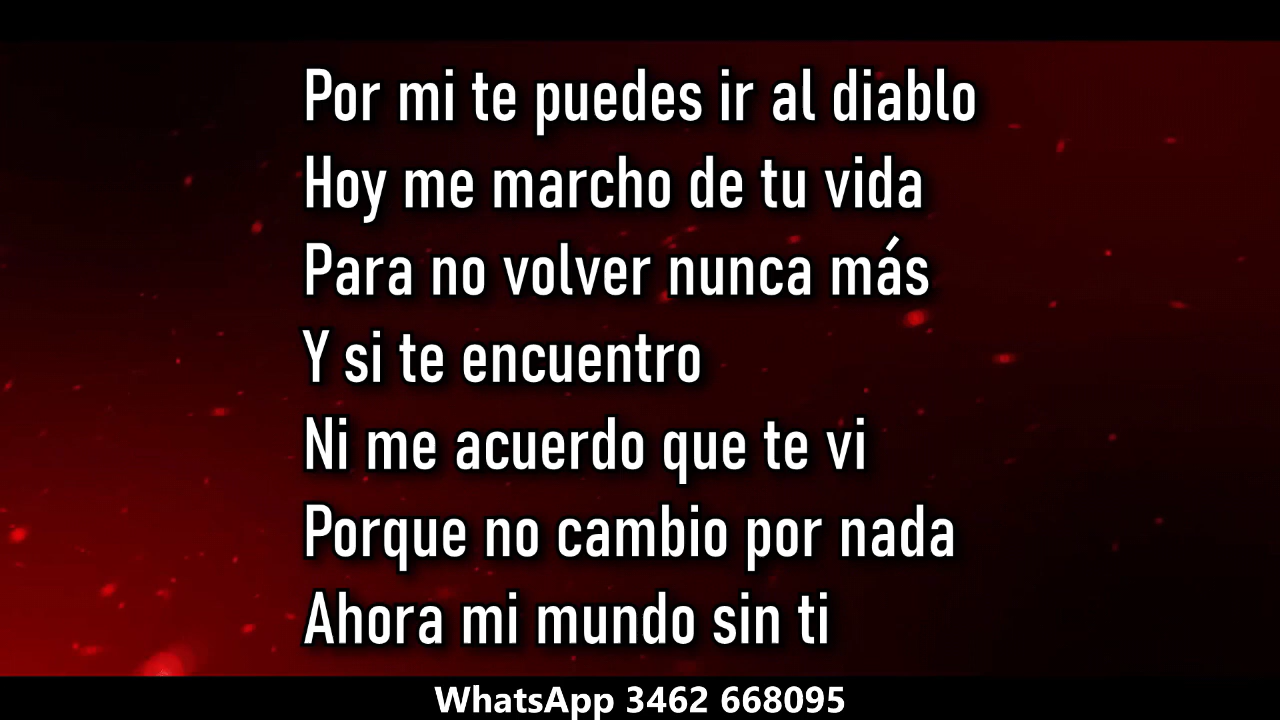 Por mi te puedes ir al diablo
Hoy me marcho de tu vida
Para no volver nunca más
Y si te encuentro
Ni me acuerdo que te vi
Porque no cambio por nada
Ahora mi mundo sin ti
WhatsApp 3462 668095